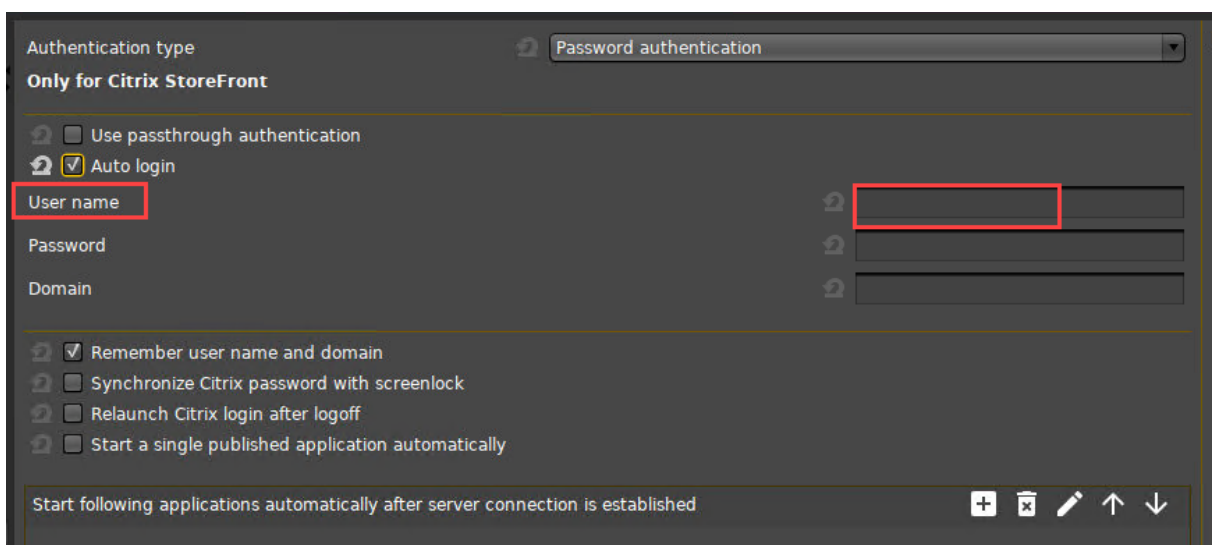 Authentication type
Password authentication
Only for Citrix StoreFront
Use passthrough authentication
Auto login
User name
Password
Domain
Remember user name and domain
Synchronize Citrix password with screenlock
Relaunch Citrix login after logoff
Start a single published application automatically
Start following applications automatically after server connection is established